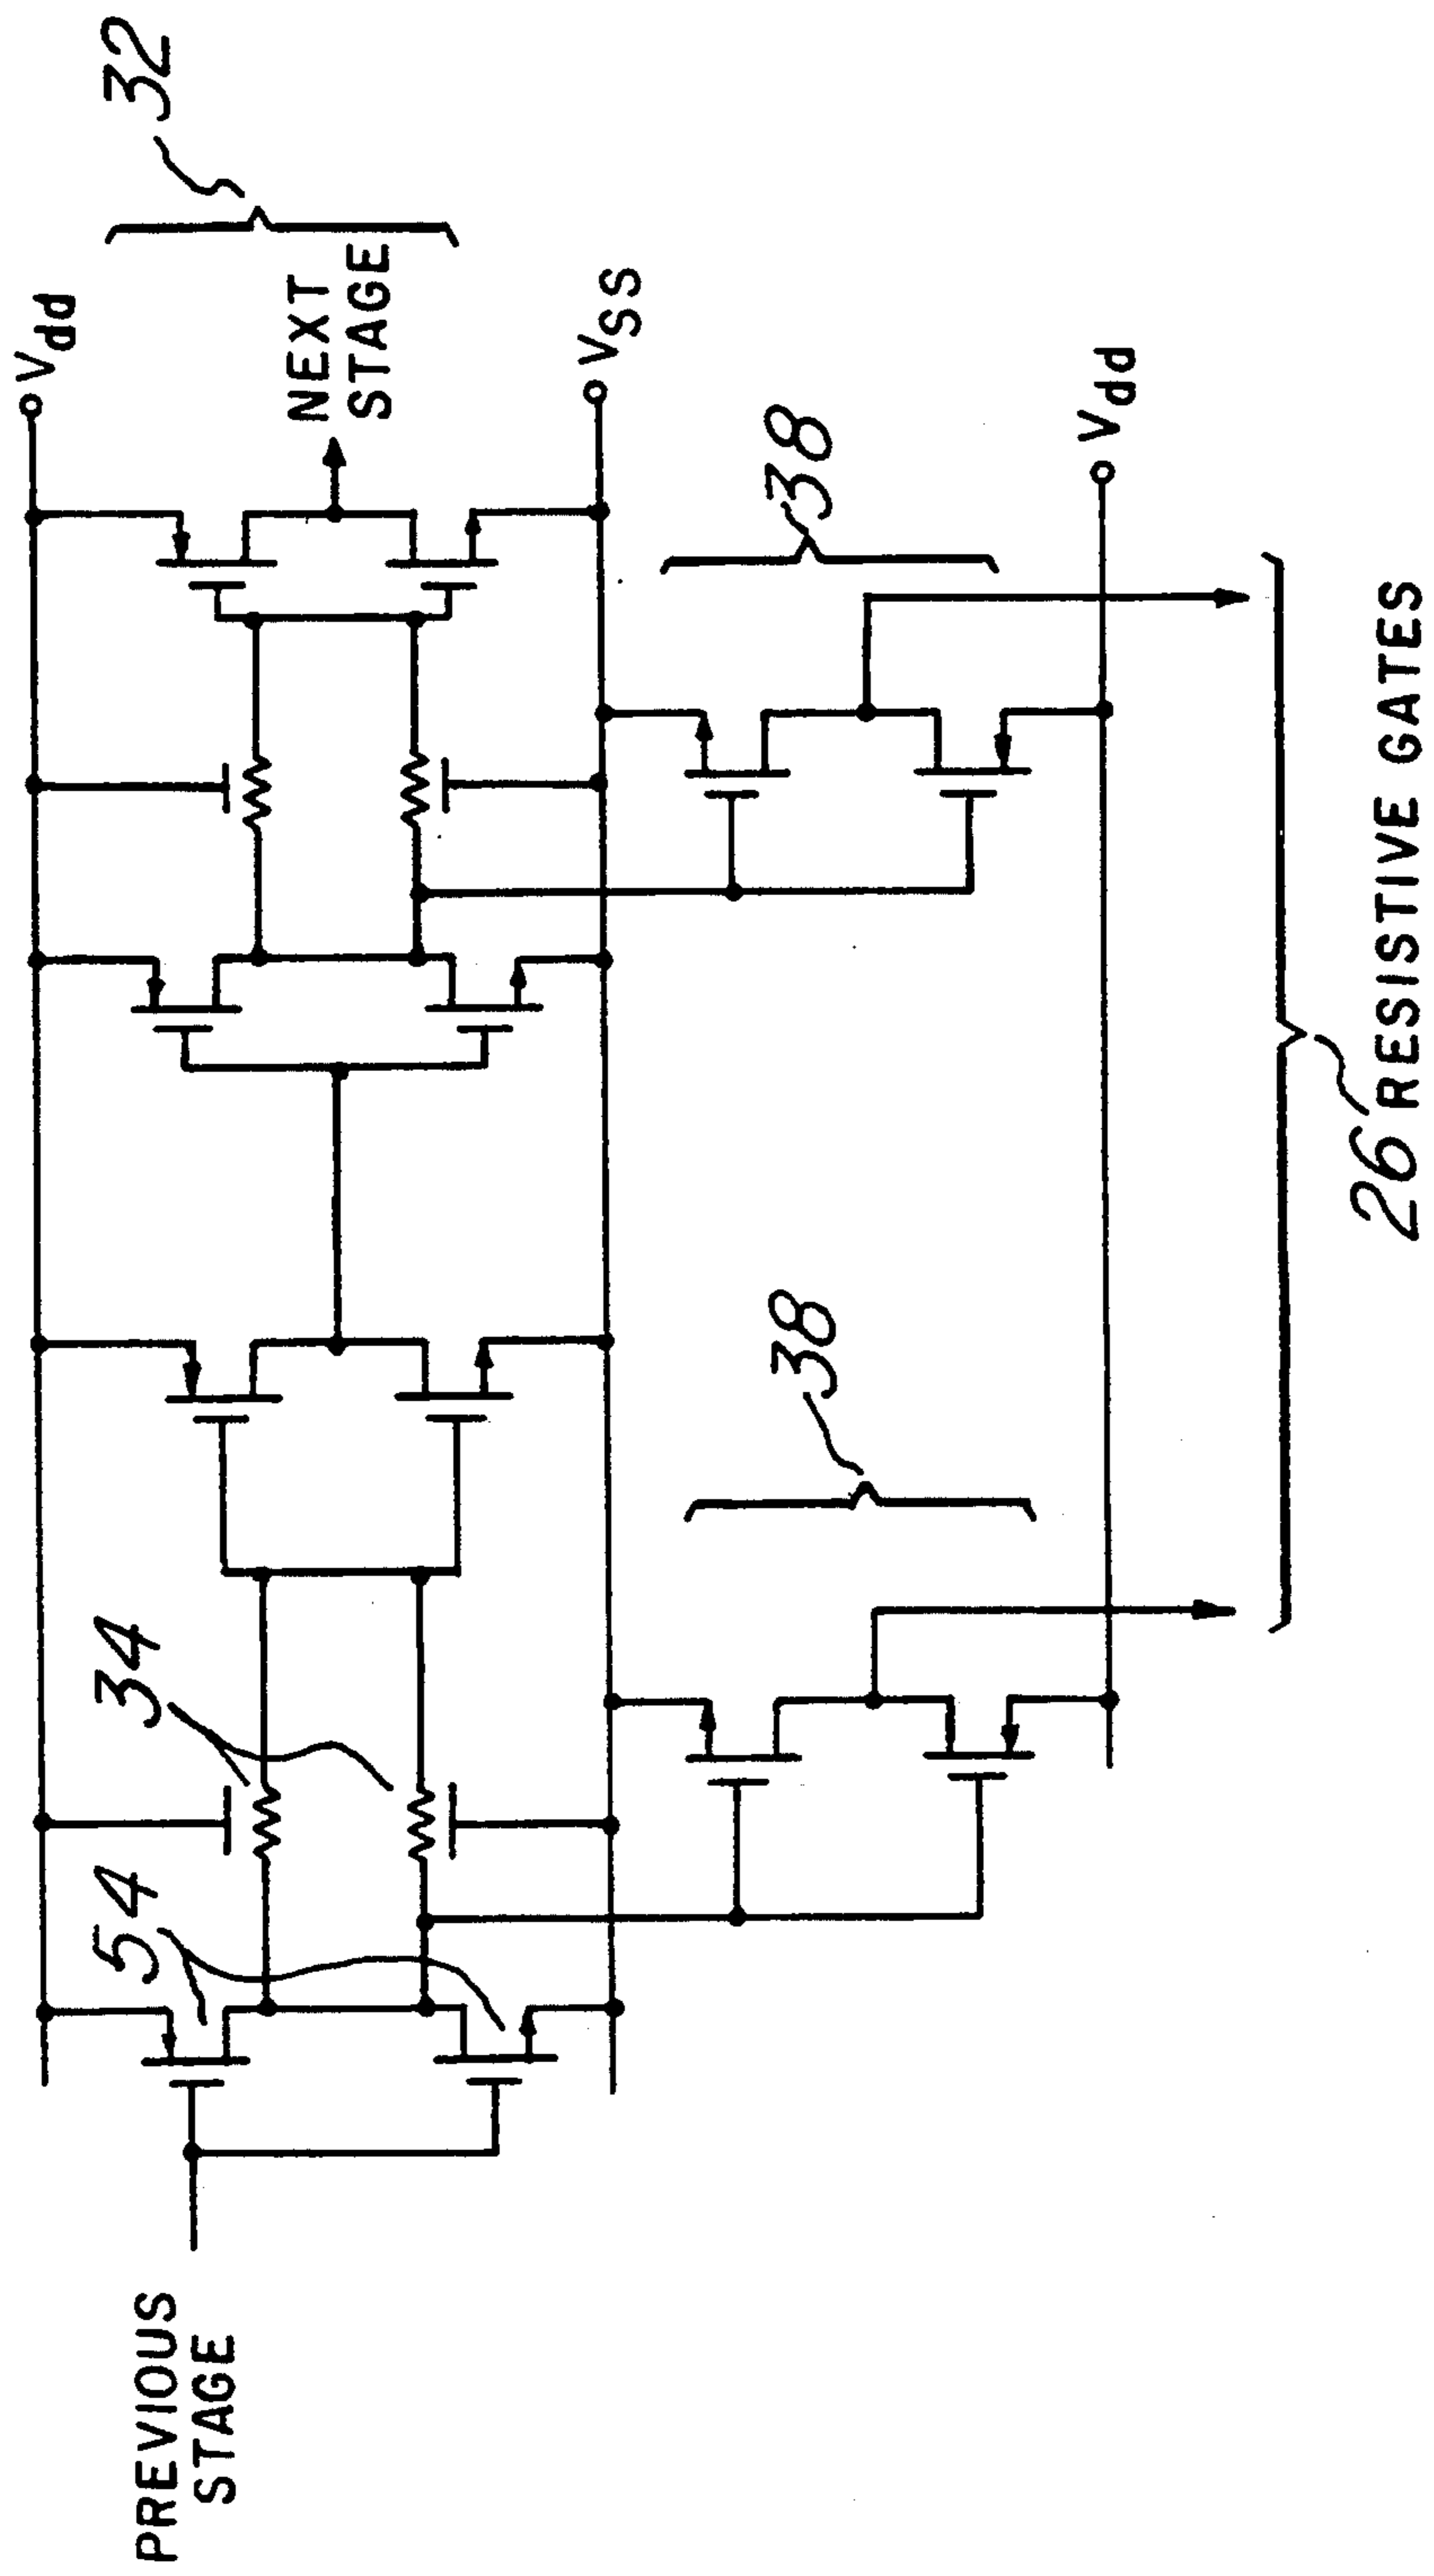 32
Vdd
NEXT
STAGE
VSS
38
Vdd
34
54
38
PREVIOUS
STAGE
26 RESISTIVE GATES